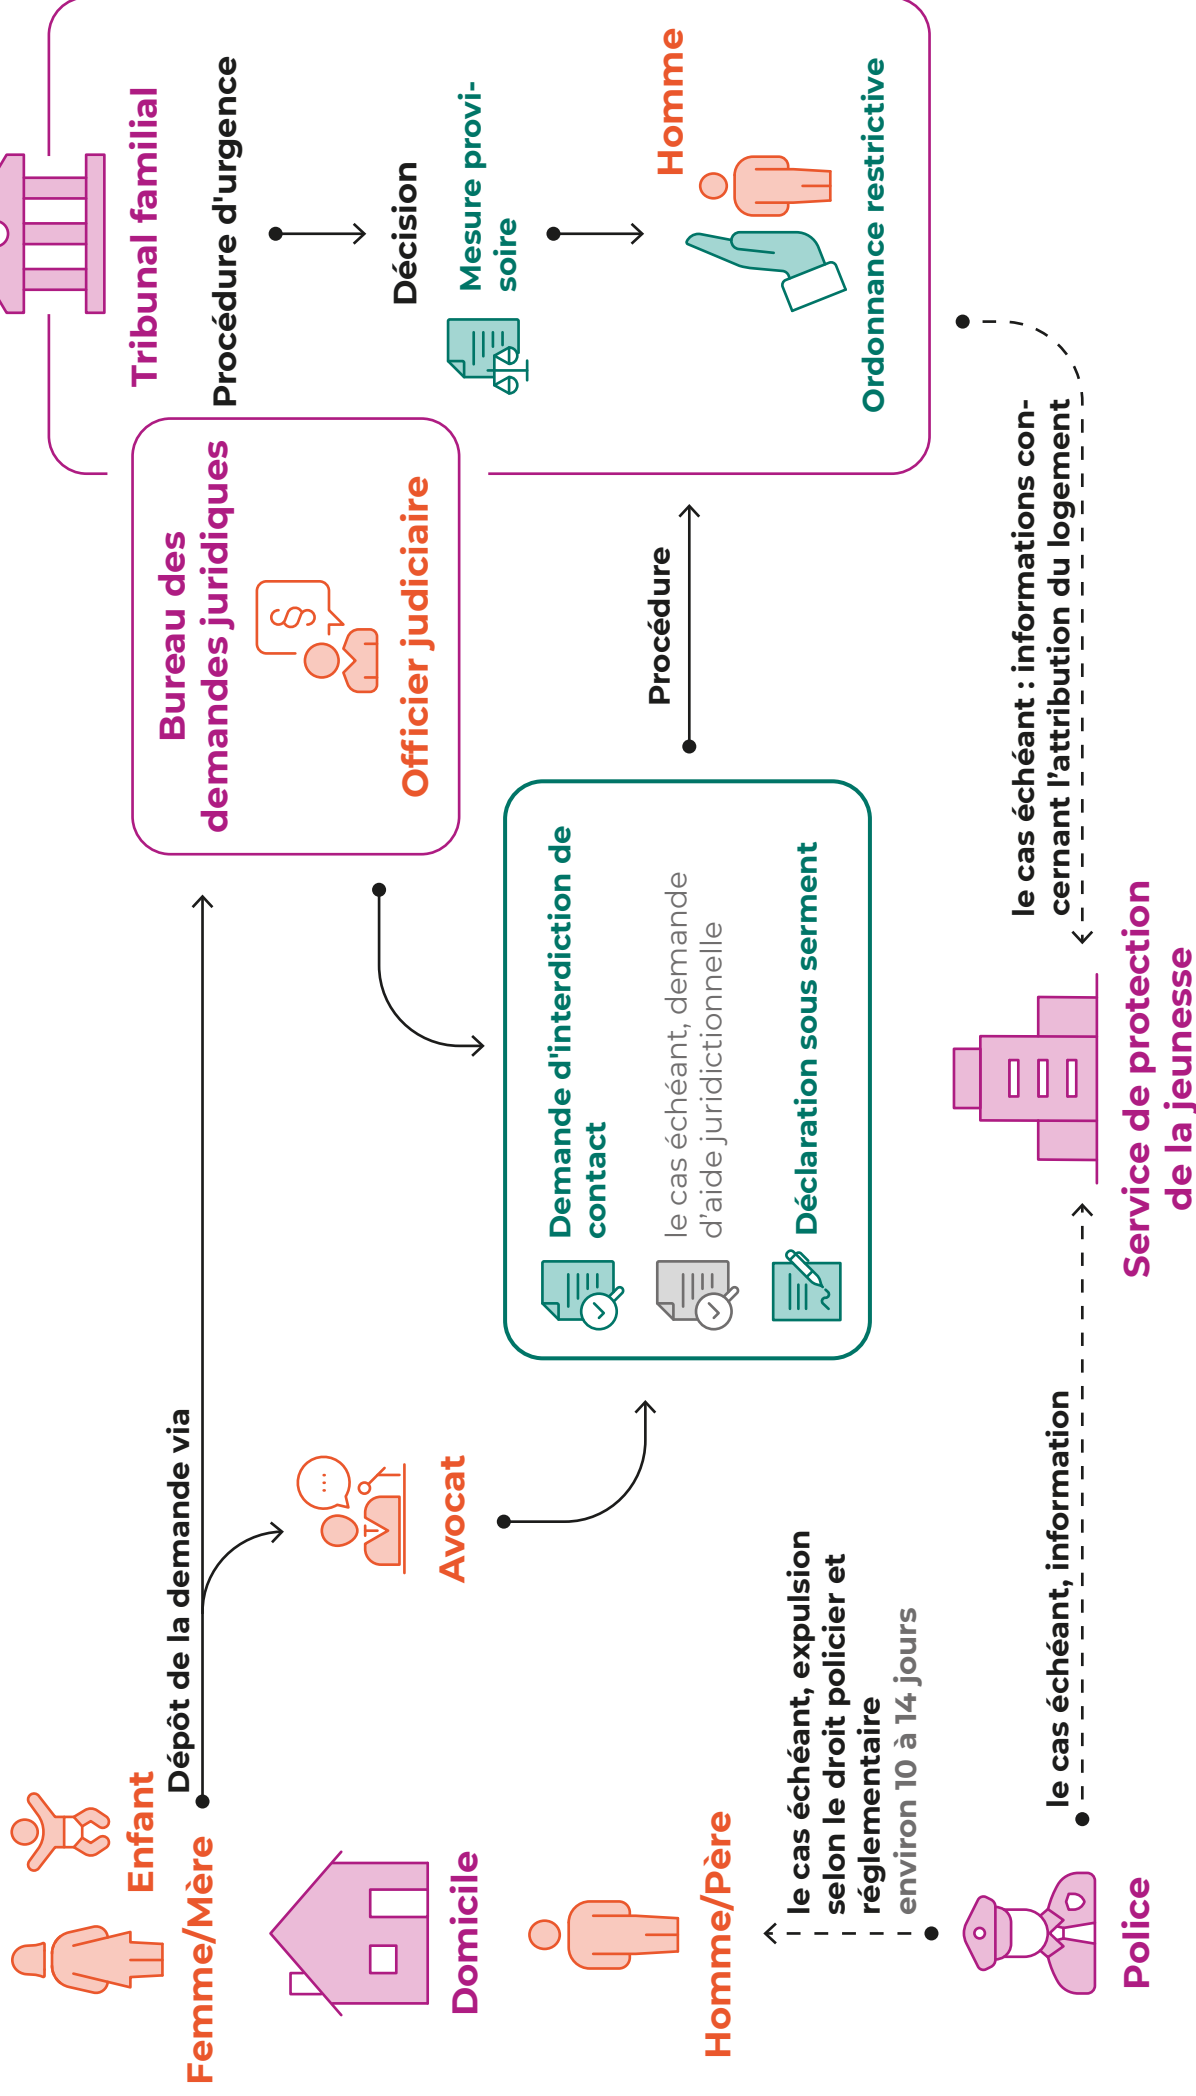 Enfant
Femme/Mère
Domicile
Homme/Père
Police
Dépôt de la demande via
Avocat
le cas échéant, expulsion
selon le droit policier et
réglementaire
environ 10 à 14 jours
le cas échéant, information
Bureau des
demandes juridiques
§
Officier judiciaire
Demande d'interdiction de
contact
le cas échéant, demande
d’aide juridictionnelle
Déclaration sous serment
Service de protection
de la jeunesse
Procédure
Tribunal familial
Procédure d'urgence
Décision
Mesure provi-
soire
Homme
Ordonnance restrictive
le cas échéant : informations con-
cernant l’attribution du logement